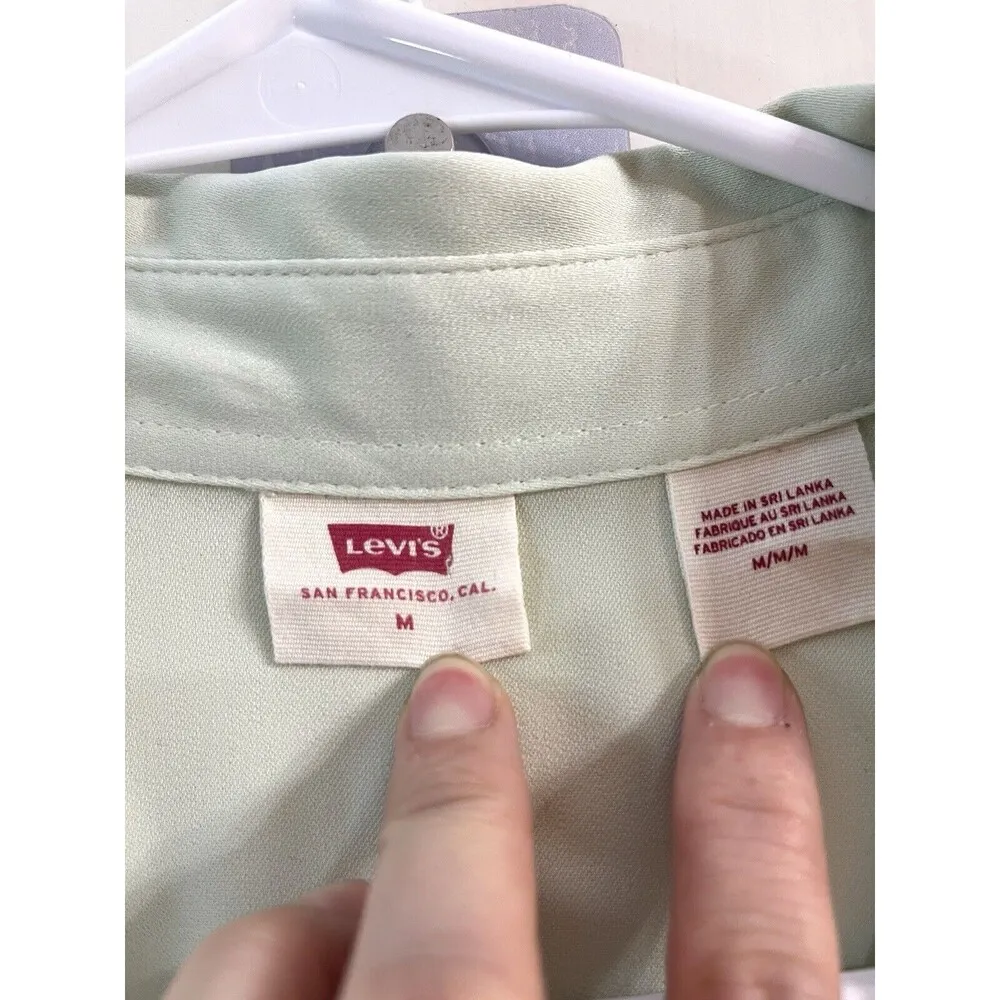 LEVI'S®
SAN FRANCISCO, CAL.
M
MADE IN SRI LANKA
FABRIQUE AU SRI LANKA
FABRICADO EN SRI LANKA
M/M/M